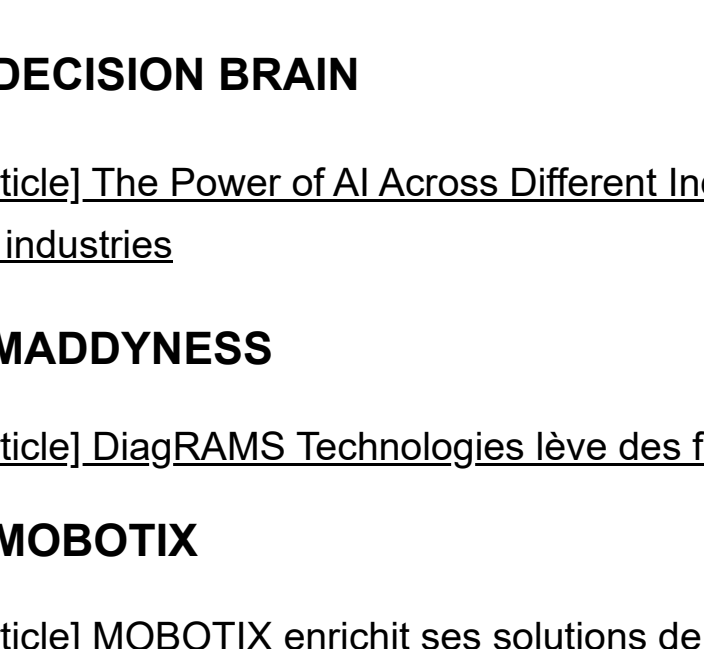 DECISION BRAIN
ticle] The Power of AI Across Different In
industries
MADDYNESS
ticle] DiagRAMS Technologies lève des f
MOBOTIX
ticle] MOBOTIX enrichit ses solutions de